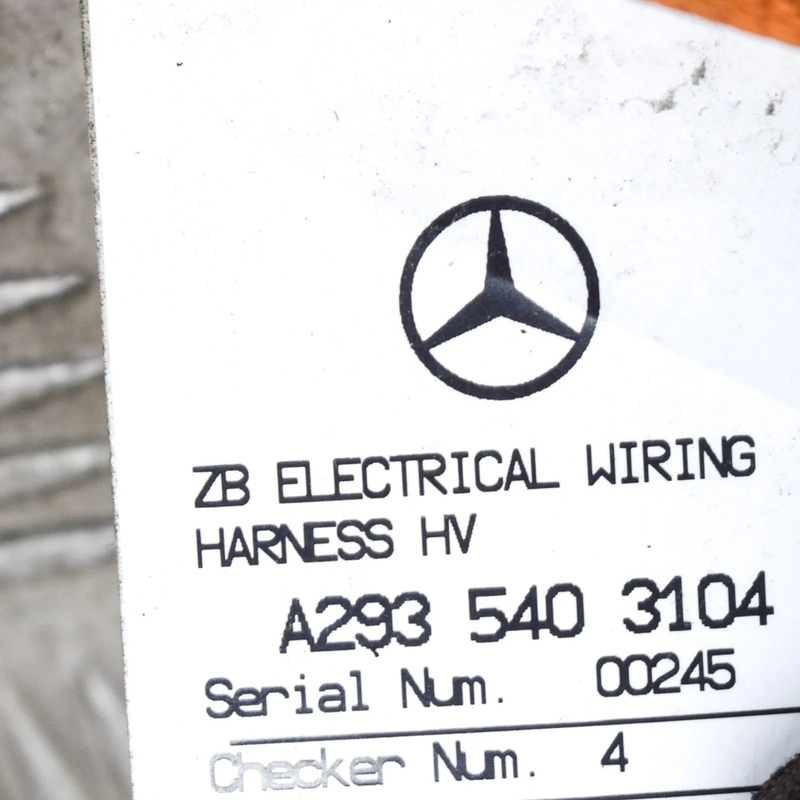 ZB ELECTRICAL WIRING
HARNESS HV
A293 540 3104
Serial Num. 00245
Checker Num. 4